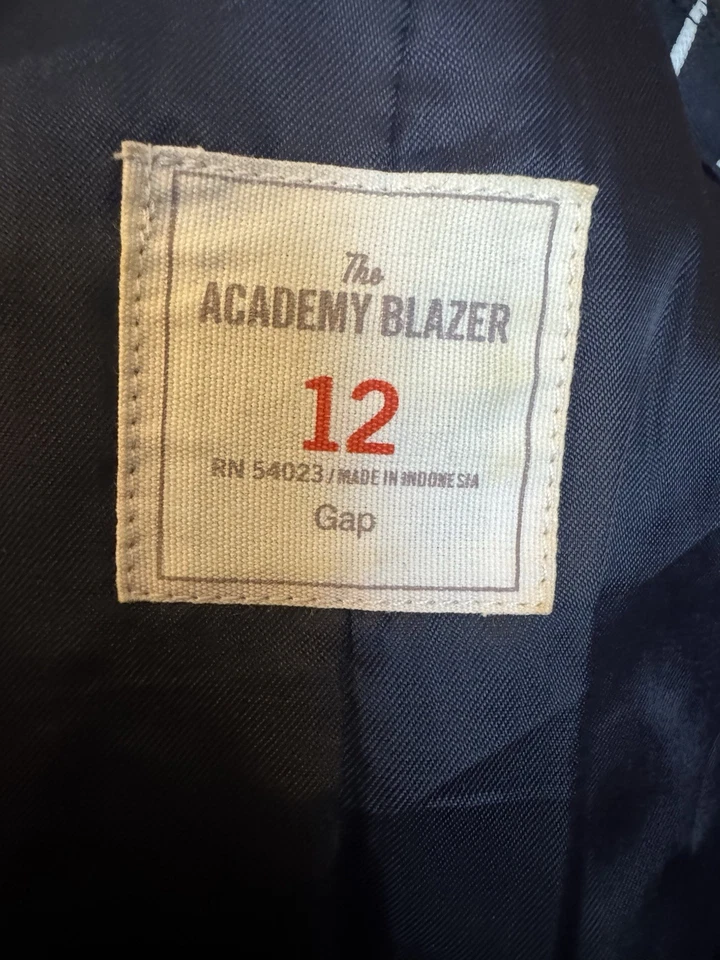 The
ACADEMY BLAZER
12
RN 54023 / MADE IN INDONESIA
Gap